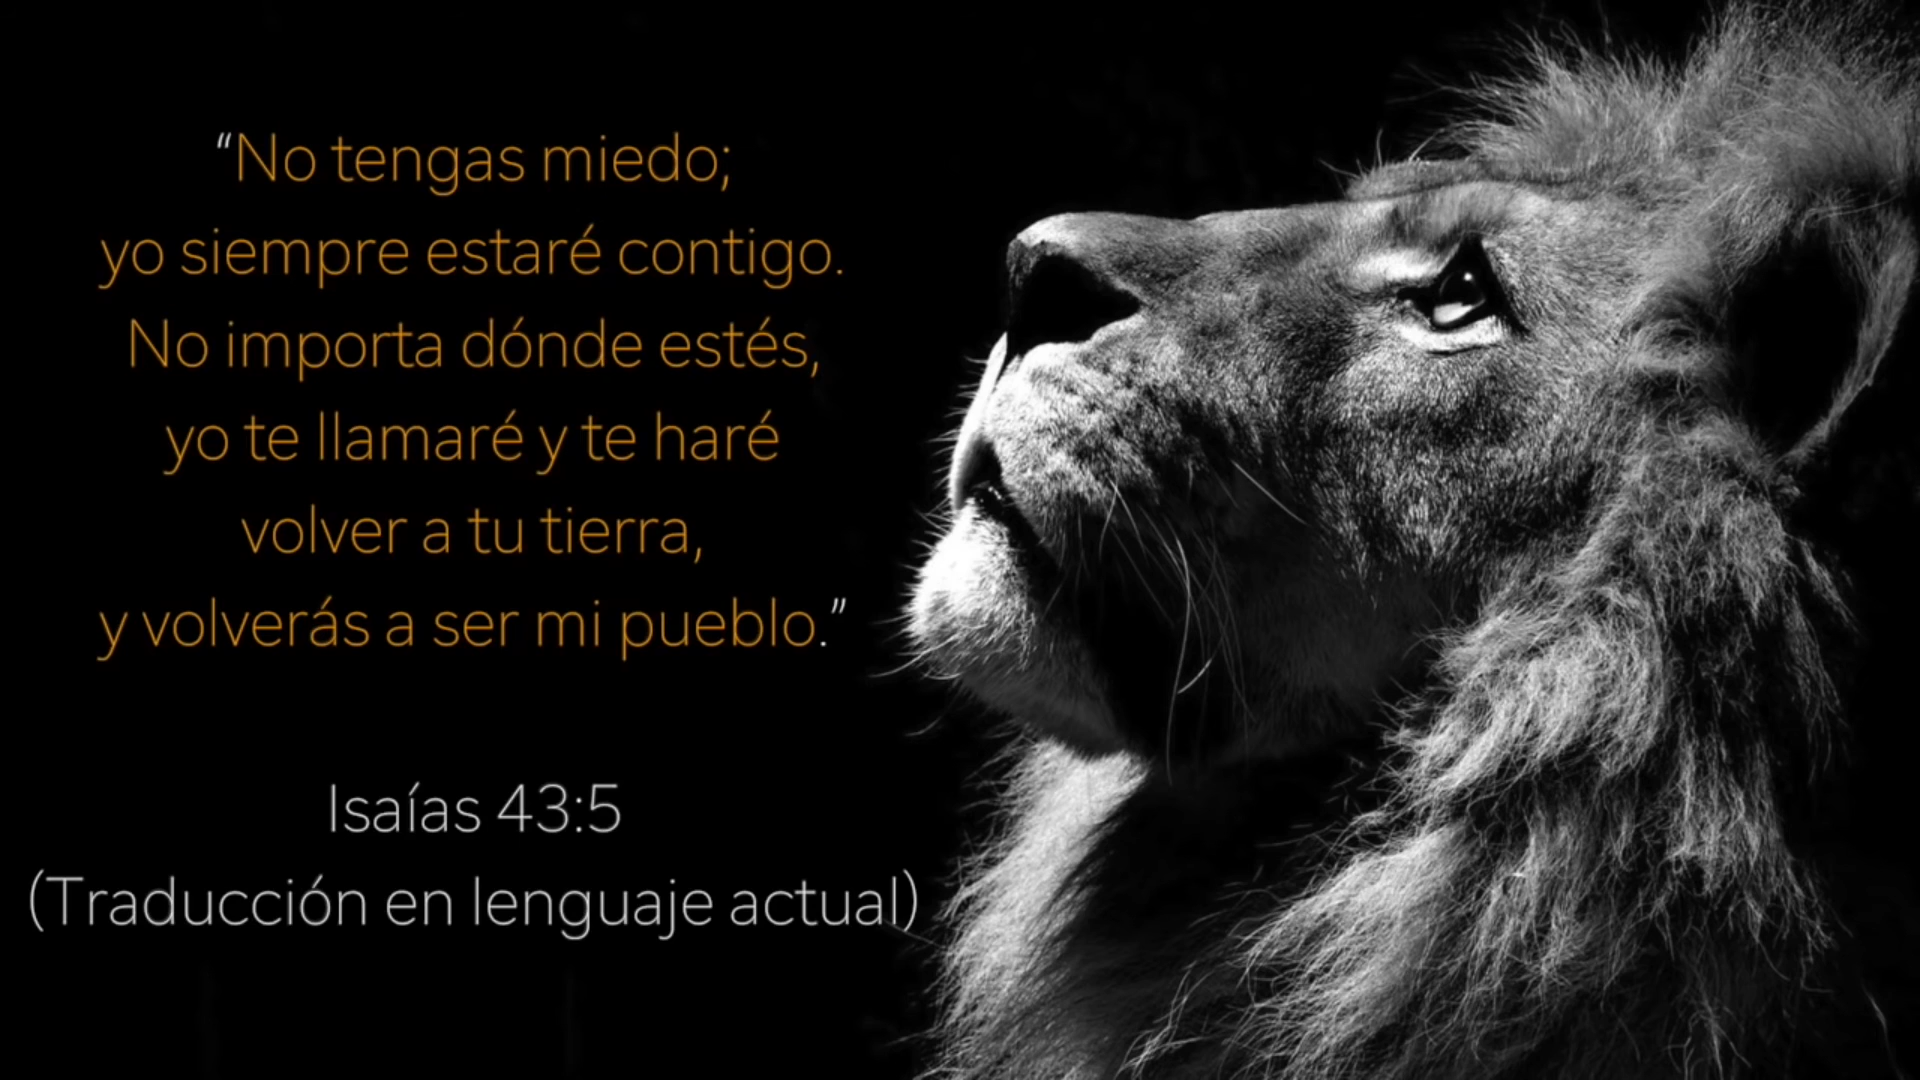 “No tengas miedo;
yo siempre estaré contigo.
No importa dónde estés,
yo te llamaré y te haré
volver a tu tierra,
y volverás a ser mi pueblo.”
Isaías 43:5
(Traducción en lenguaje actual)